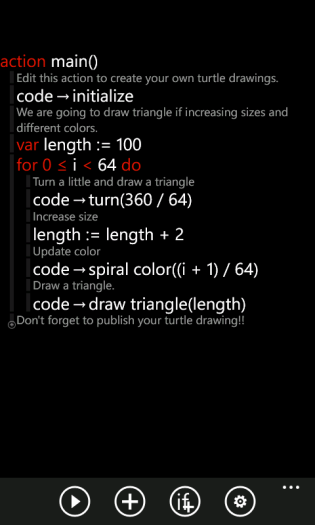 action main()
Edit this action to create your own turtle drawings.
code→initialize
We are going to draw triangle if increasing sizes and
different colors.
var length := 100
for 0 ≤ i < 64 do
Turn a little and draw a triangle
code→turn(360 / 64)
Increase size
length := length + 2
Update color
code→spiral color((i + 1) / 64)
Draw a triangle.
code→draw triangle(length)
Don't forget to publish your turtle drawing!!
if+